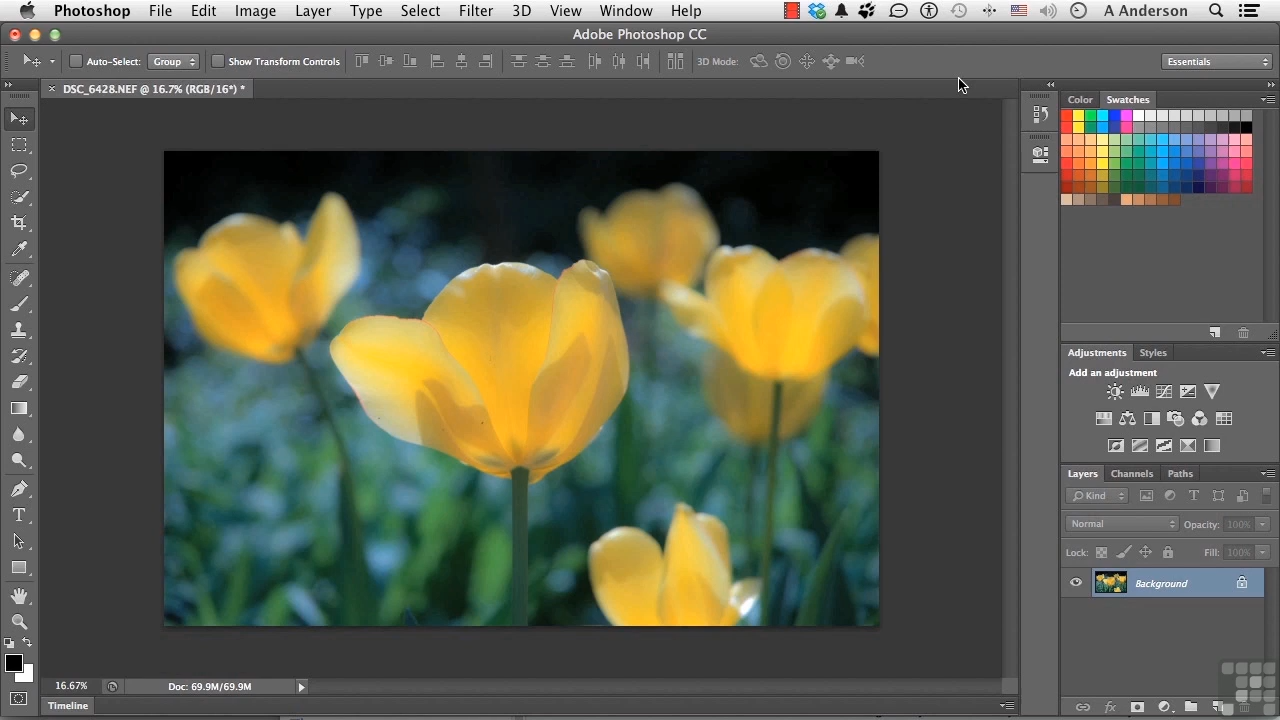 Photoshop File Edit Image Layer Type Select Filter 3D View Window Help A Anderson
Adobe Photoshop CC
Auto-Select: Group Show Transform Controls 3D Mode: Essentials
× DSC_6428.NEF @ 16.7% (RGB/16*) *
Color Swatches
Adjustments Styles
Add an adjustment
Layers Channels Paths
Kind T
Normal Opacity: 100%
Lock: Fill: 100%
Background
T
16.67% Doc: 69.9M/69.9M
Timeline fx